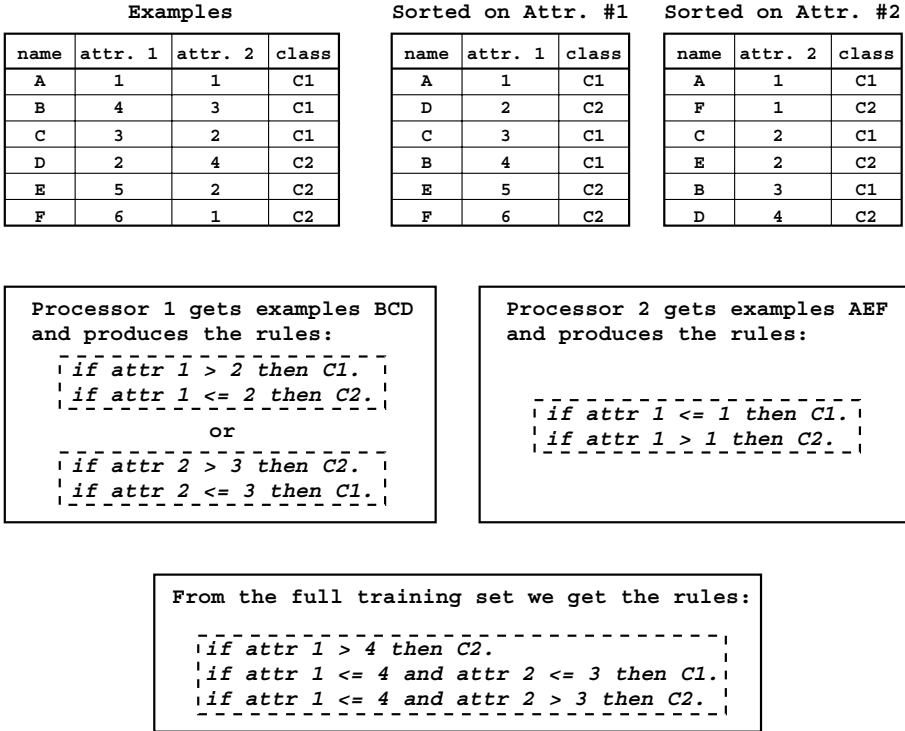 Examples
name attr. 1 attr. 2 class
A 1 1 C1
B 4 3 C1
C 3 2 C1
D 2 4 C2
E 5 2 C2
F 6 1 C2
Sorted on Attr. #1
name attr. 1 class
A 1 C1
D 2 C2
C 3 C1
B 4 C1
E 5 C2
F 6 C2
Sorted on Attr. #2
name attr. 2 class
A 1 C1
F 1 C2
C 2 C1
E 2 C2
B 3 C1
D 4 C2
Processor 1 gets examples BCD
and produces the rules:
if attr 1 > 2 then C1.
if attr 1 <= 2 then C2.
or
if attr 2 > 3 then C2.
if attr 2 <= 3 then C1.
Processor 2 gets examples AEF
and produces the rules:
if attr 1 <= 1 then C1.
if attr 1 > 1 then C2.
From the full training set we get the rules:
if attr 1 > 4 then C2.
if attr 1 <= 4 and attr 2 <= 3 then C1.
if attr 1 <= 4 and attr 2 > 3 then C2.